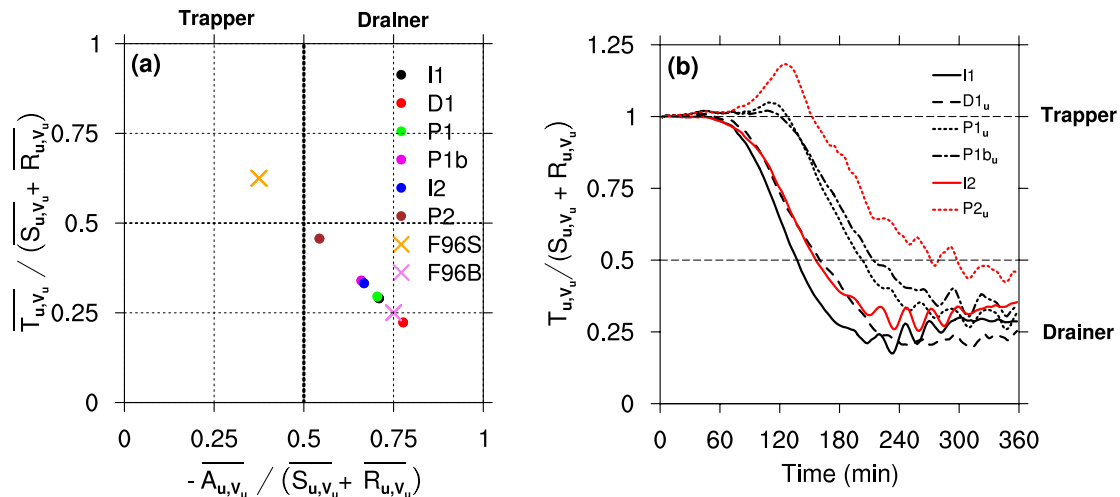 Trapper Drainer
(a)
1
0.75
0.5
0.25
0
0 0.25 0.5 0.75 1
T̅u,vu / (S̅u,vu + R̅u,vu)
- A̅u,vu / (S̅u,vu + R̅u,vu)
I1
D1
P1
P1b
I2
P2
F96S
F96B
(b)
1.25
1
0.75
0.5
0.25
0
0 60 120 180 240 300 360
Tu,vu/(Su,vu + Ru,vu)
Time (min)
I1
D1u
P1u
P1bu
I2
P2u
Trapper
Drainer